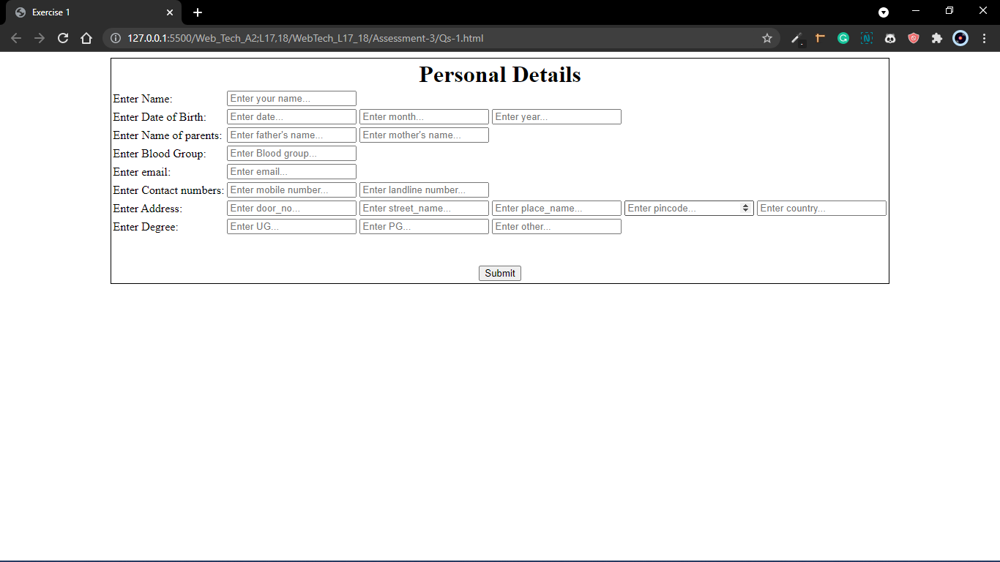 Exercise 1
127.0.0.1:5500/Web_Tech_A2;L17,18/WebTech_L17_18/Assessment-3/Qs-1.html
Personal Details
Enter Name: Enter your name...
Enter Date of Birth: Enter date... Enter month... Enter year...
Enter Name of parents: Enter father's name... Enter mother's name...
Enter Blood Group: Enter Blood group...
Enter email: Enter email...
Enter Contact numbers: Enter mobile number... Enter landline number...
Enter Address: Enter door_no... Enter street_name... Enter place_name... Enter pincode... Enter country...
Enter Degree: Enter UG... Enter PG... Enter other...
Submit